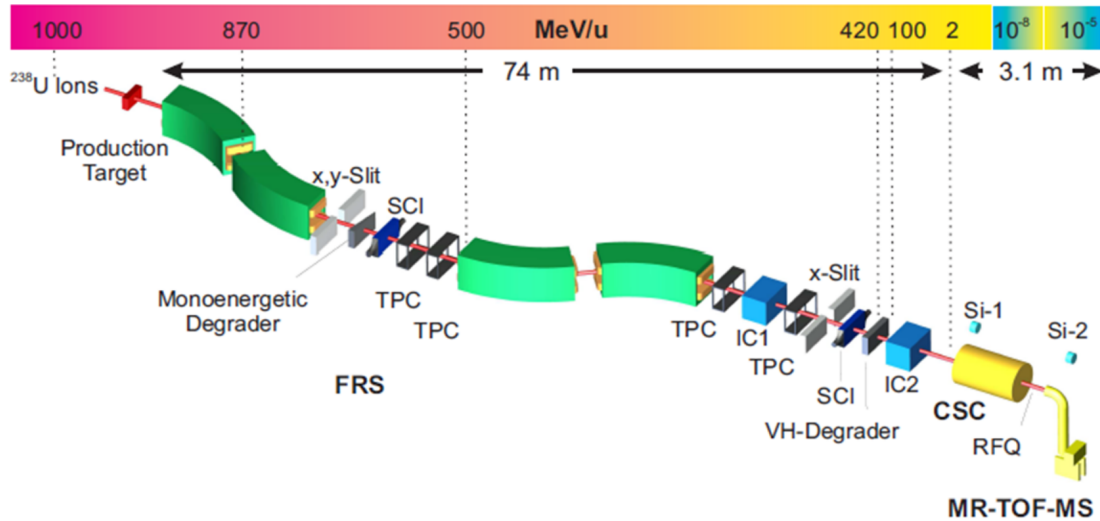 1000 870 500 MeV/u 420 100 2 10⁻⁸ 10⁻⁵
74 m 3.1 m
²³⁸U Ions
Production
Target
x,y-Slit
SCI
Monoenergetic
Degrader
TPC
TPC
FRS
TPC
IC1
x-Slit
TPC
SCI
VH-Degrader
IC2
Si-1
Si-2
CSC
RFQ
MR-TOF-MS